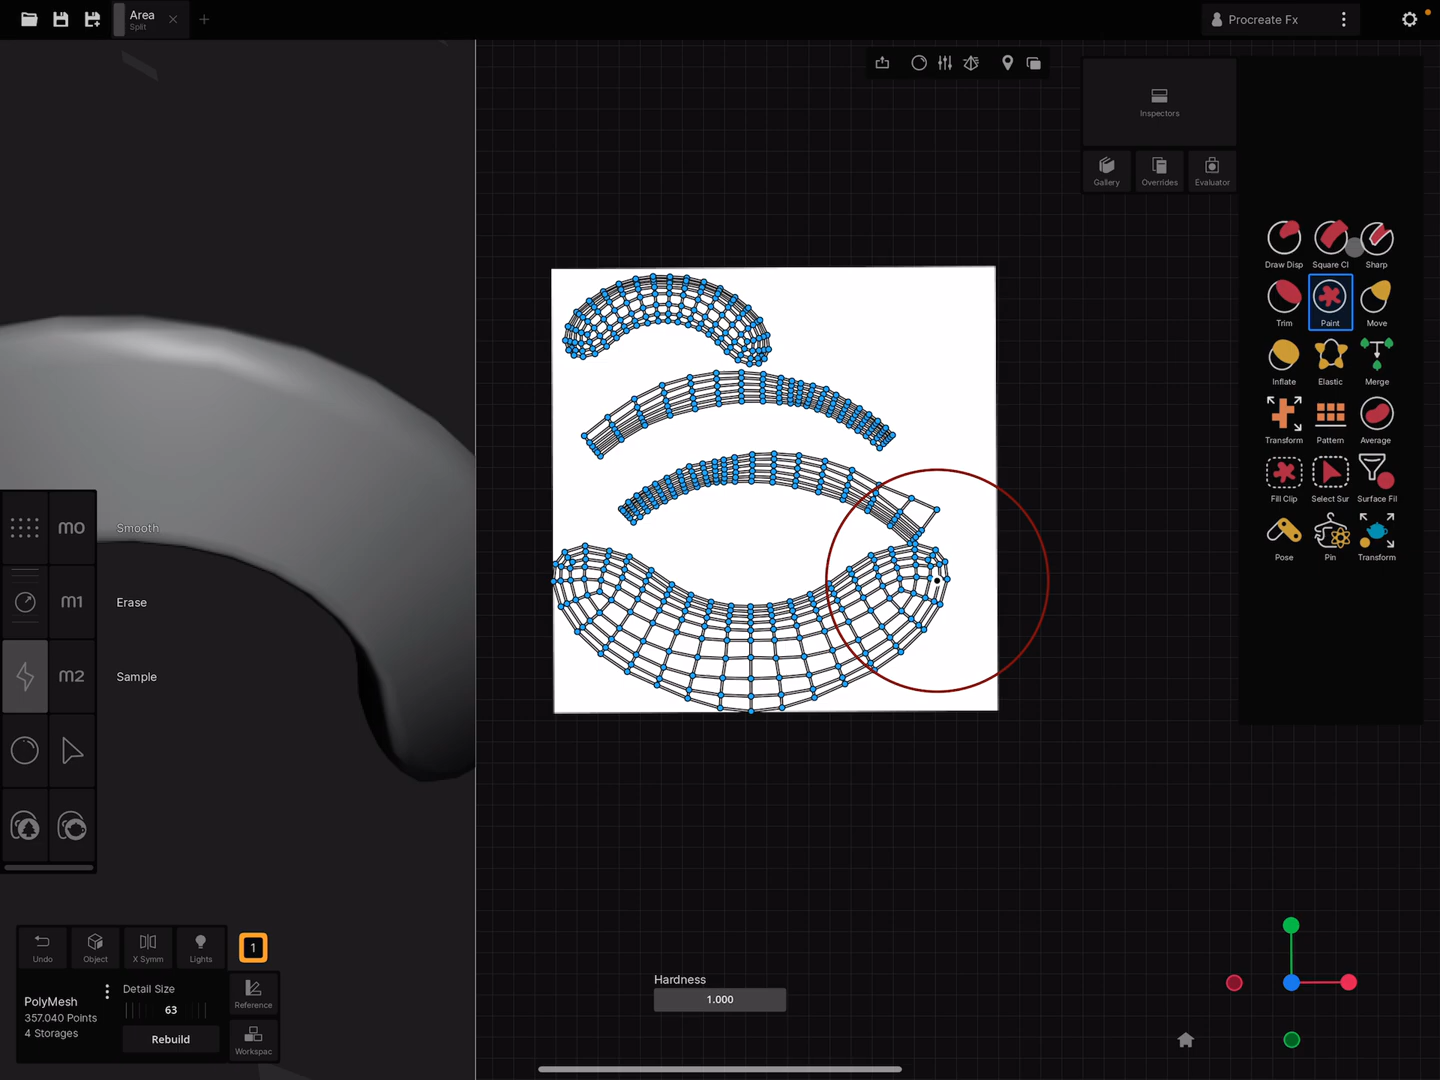 Area
Split
Procreate Fx
Inspectors
Gallery
Overrides
Evaluator
Draw Disp
Square Cl
Sharp
Trim
Paint
Move
Inflate
Elastic
Merge
Transform
Pattern
Average
Fill Clip
Select Sur
Surface Fil
Pose
Pin
Transform
m0
Smooth
m1
Erase
m2
Sample
Undo
Object
X Symm
Lights
1
PolyMesh
357.040 Points
4 Storages
Detail Size
63
Rebuild
Reference
Workspac
Hardness
1.000